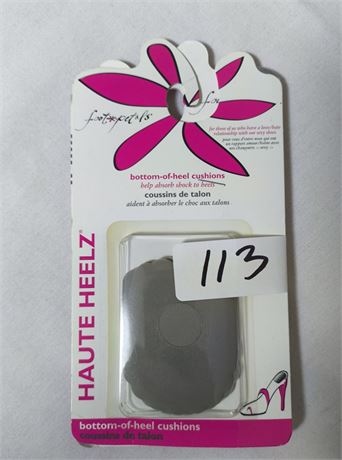 foot petals
for those of us who have a love/hate
relationship with our sexy shoes
bottom-of-heel cushions
help absorb shock to heels
coussins de talon
aident à absorber le choc aux talons
113
HAUTE HEELZ
bottom-of-heel cushions
coussins de talon